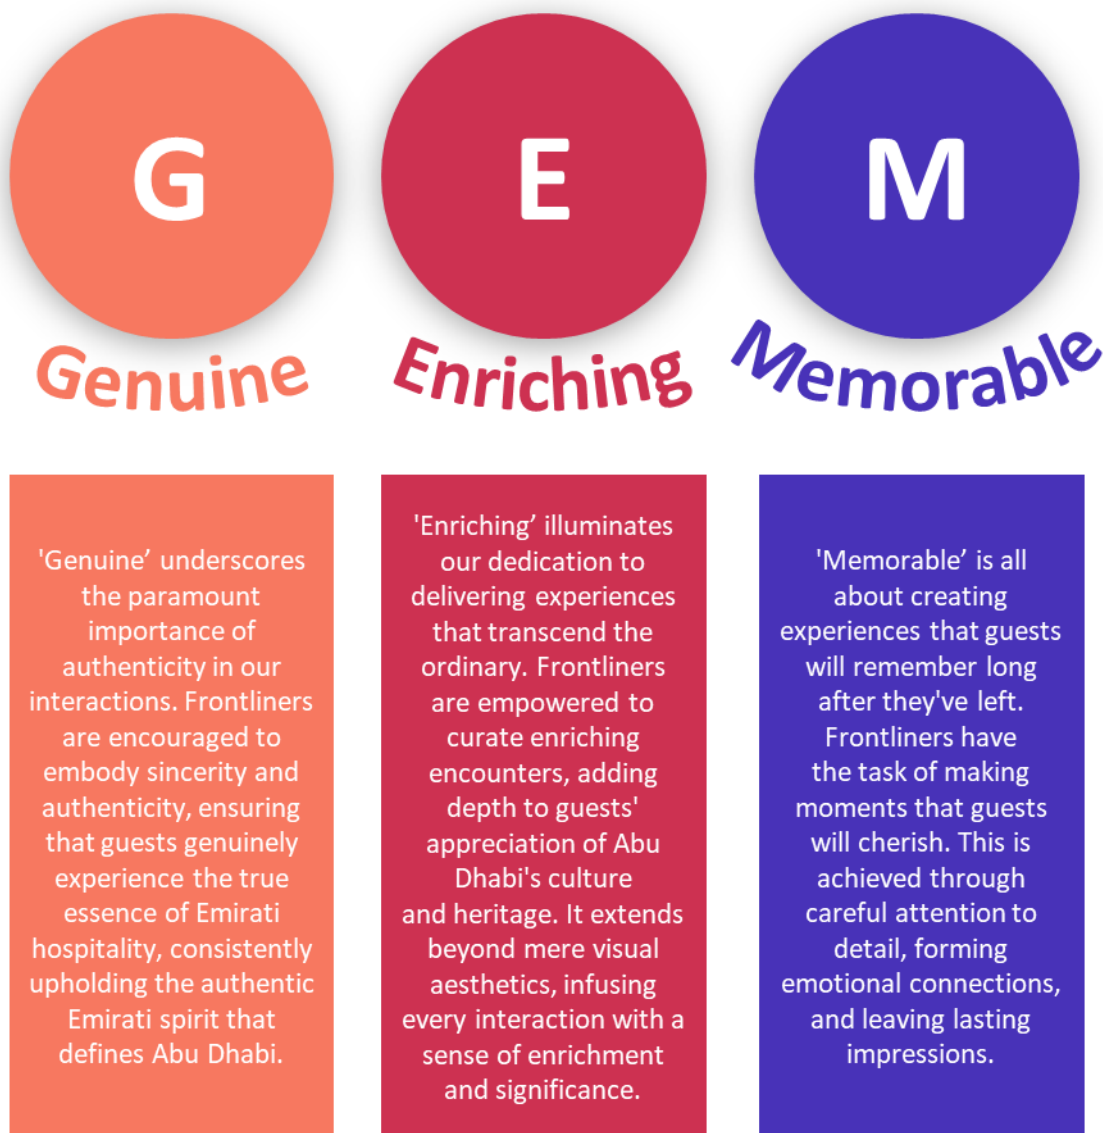 G
Genuine
'Genuine’ underscores
the paramount
importance of
authenticity in our
interactions. Frontliners
are encouraged to
embody sincerity and
authenticity, ensuring
that guests genuinely
experience the true
essence of Emirati
hospitality, consistently
upholding the authentic
Emirati spirit that
defines Abu Dhabi.
E
Enriching
'Enriching’ illuminates
our dedication to
delivering experiences
that transcend the
ordinary. Frontliners
are empowered to
curate enriching
encounters, adding
depth to guests'
appreciation of Abu
Dhabi's culture
and heritage. It extends
beyond mere visual
aesthetics, infusing
every interaction with a
sense of enrichment
and significance.
M
Memorable
'Memorable’ is all
about creating
experiences that guests
will remember long
after they've left.
Frontliners have
the task of making
moments that guests
will cherish. This is
achieved through
careful attention to
detail, forming
emotional connections,
and leaving lasting
impressions.